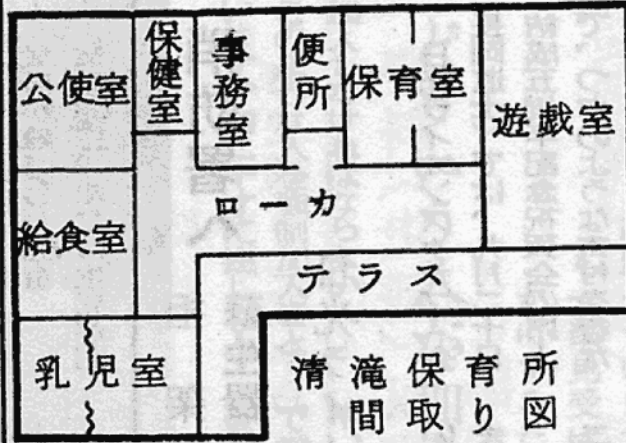 公使室
保健室
事務室
便所
保育室
遊戯室
給食室
ローカ
テラス
乳児室
清滝保育所
間取り図